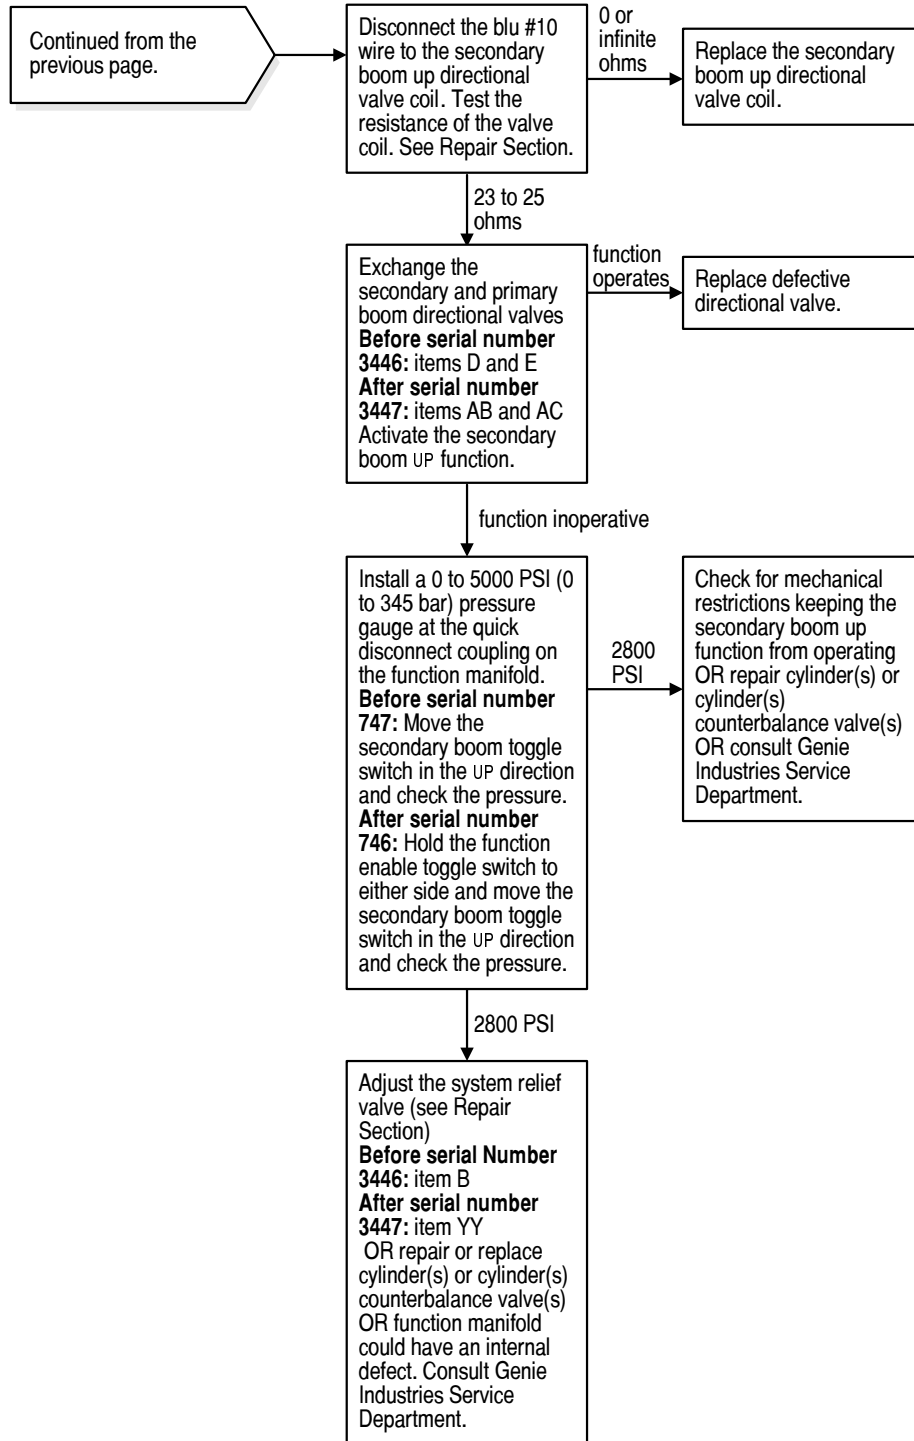 Continued from the
previous page.
Disconnect the blu #10
wire to the secondary
boom up directional
valve coil. Test the
resistance of the valve
coil. See Repair Section.
0 or
infinite
ohms
Replace the secondary
boom up directional
valve coil.
23 to 25
ohms
Exchange the
secondary and primary
boom directional valves
Before serial number
3446: items D and E
After serial number
3447: items AB and AC
Activate the secondary
boom UP function.
function
operates
Replace defective
directional valve.
function inoperative
Install a 0 to 5000 PSI (0
to 345 bar) pressure
gauge at the quick
disconnect coupling on
the function manifold.
Before serial number
747: Move the
secondary boom toggle
switch in the UP direction
and check the pressure.
After serial number
746: Hold the function
enable toggle switch to
either side and move the
secondary boom toggle
switch in the UP direction
and check the pressure.
2800
PSI
Check for mechanical
restrictions keeping the
secondary boom up
function from operating
OR repair cylinder(s) or
cylinder(s)
counterbalance valve(s)
OR consult Genie
Industries Service
Department.
2800 PSI
Adjust the system relief
valve (see Repair
Section)
Before serial Number
3446: item B
After serial number
3447: item YY
OR repair or replace
cylinder(s) or cylinder(s)
counterbalance valve(s)
OR function manifold
could have an internal
defect. Consult Genie
Industries Service
Department.